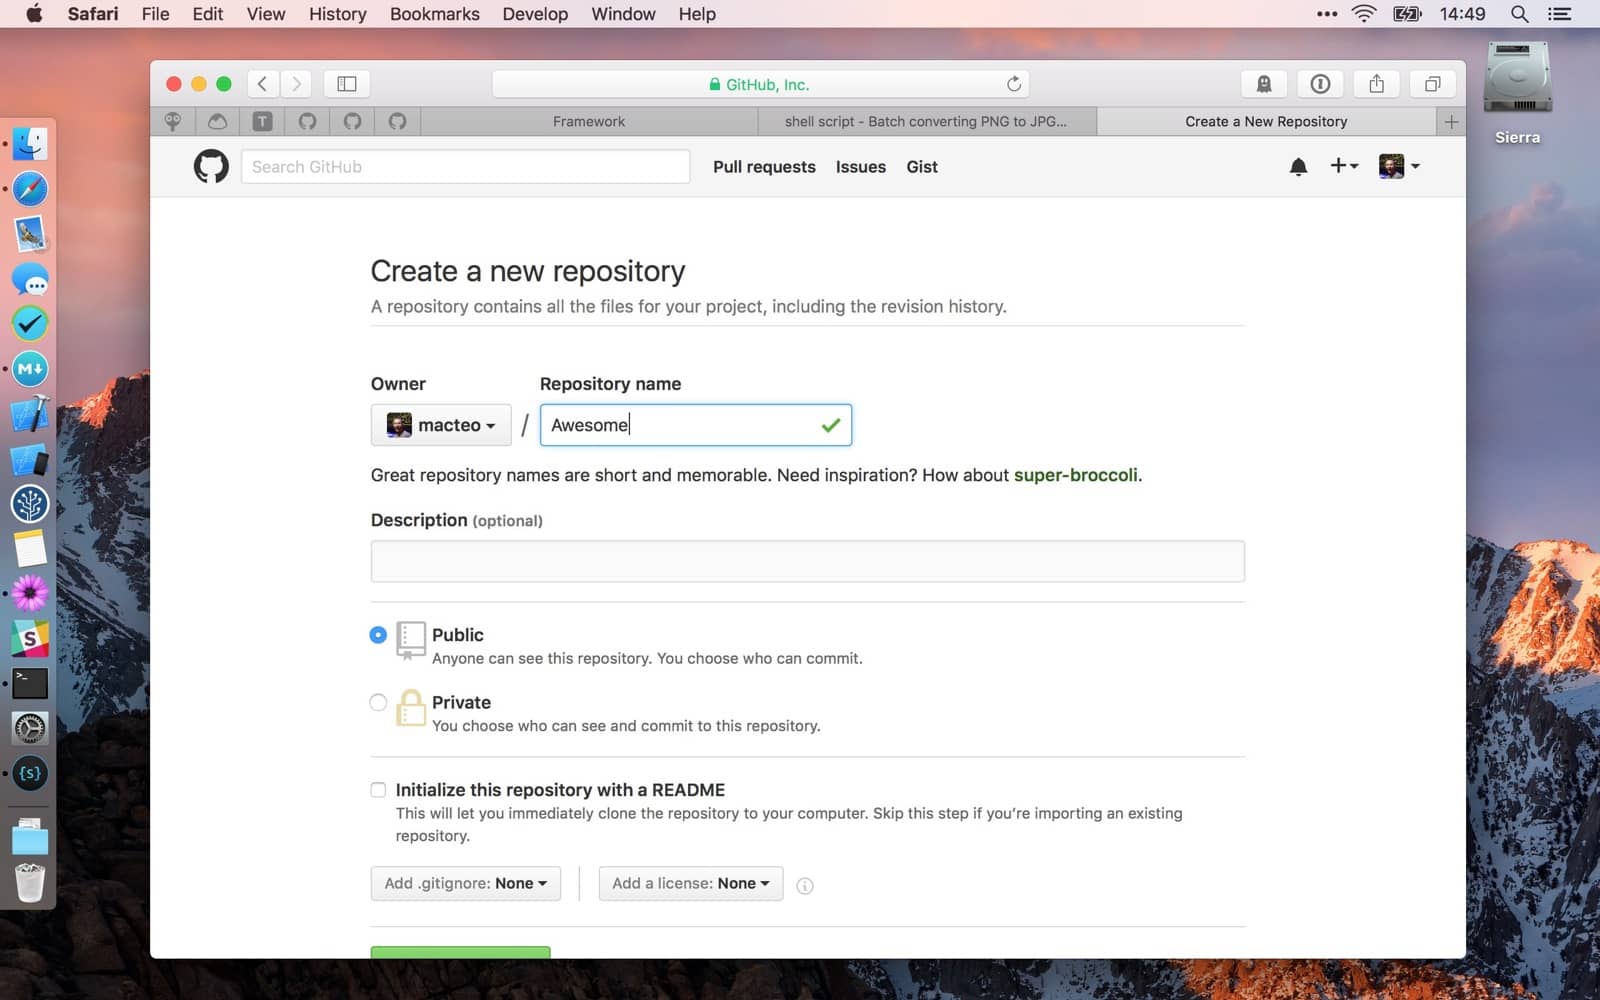 Safari File Edit View History Bookmarks Develop Window Help 14:49
GitHub, Inc.
T Framework shell script - Batch converting PNG to JPG... Create a New Repository
Sierra
Search GitHub Pull requests Issues Gist
Create a new repository
A repository contains all the files for your project, including the revision history.
Owner Repository name
macteo / Awesome
Great repository names are short and memorable. Need inspiration? How about super-broccoli.
Description (optional)
Public
Anyone can see this repository. You choose who can commit.
Private
You choose who can see and commit to this repository.
Initialize this repository with a README
This will let you immediately clone the repository to your computer. Skip this step if you’re importing an existing
repository.
Add .gitignore: None Add a license: None
M
S
>_
{s}